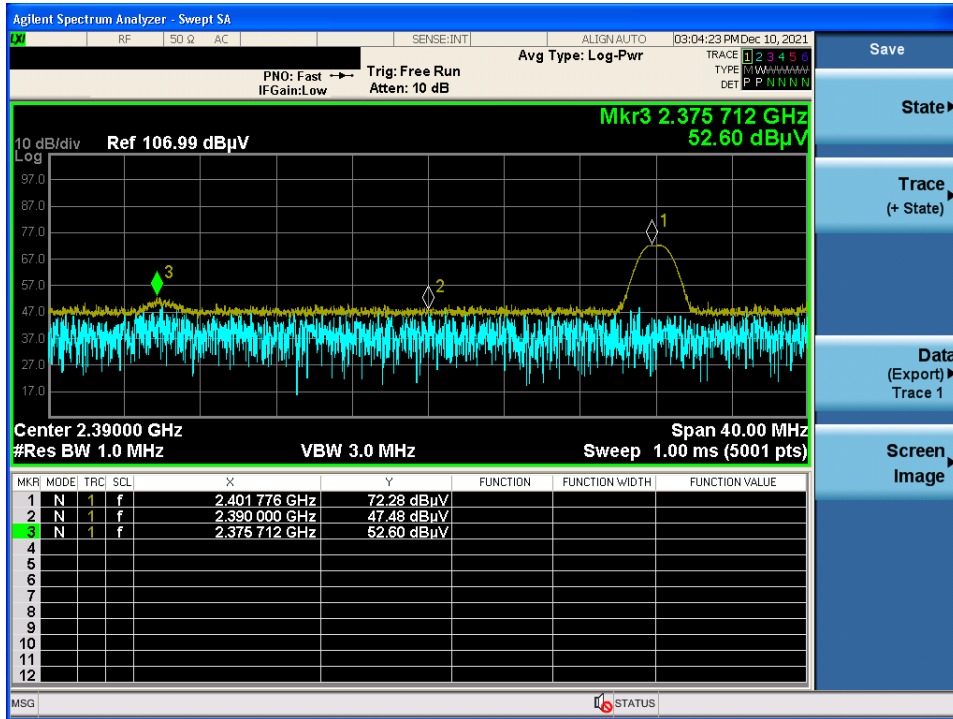 Agilent Spectrum Analyzer - Swept SA
LXI RF 50 Ω AC SENSE:INT ALIGN AUTO 03:04:23 PM Dec 10, 2021
Save
PNO: Fast
IFGain:Low
Trig: Free Run
Atten: 10 dB
Avg Type: Log-Pwr
TRACE 1 2 3 4 5 6
TYPE M W W W W W
DET P P N N N N
State
Trace
(+ State)
Data
(Export)
Trace 1
Screen
Image
Mkr3 2.375 712 GHz
52.60 dBµV
10 dB/div Ref 106.99 dBµV
Log
97.0
87.0
77.0
67.0
57.0
47.0
37.0
27.0
17.0
1
2
3
Center 2.39000 GHz Span 40.00 MHz
#Res BW 1.0 MHz VBW 3.0 MHz Sweep 1.00 ms (5001 pts)
MKR MODE TRC SCL X Y FUNCTION FUNCTION WIDTH FUNCTION VALUE
1 N 1 f 2.401 776 GHz 72.28 dBµV
2 N 1 f 2.390 000 GHz 47.48 dBµV
3 N 1 f 2.375 712 GHz 52.60 dBµV
4
5
6
7
8
9
10
11
12
MSG STATUS